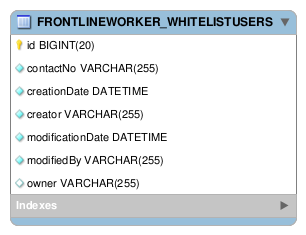 FRONTLINEWORKER_WHITELISTUSERS
id BIGINT(20)
contactNo VARCHAR(255)
creationDate DATETIME
creator VARCHAR(255)
modificationDate DATETIME
modifiedBy VARCHAR(255)
owner VARCHAR(255)
Indexes